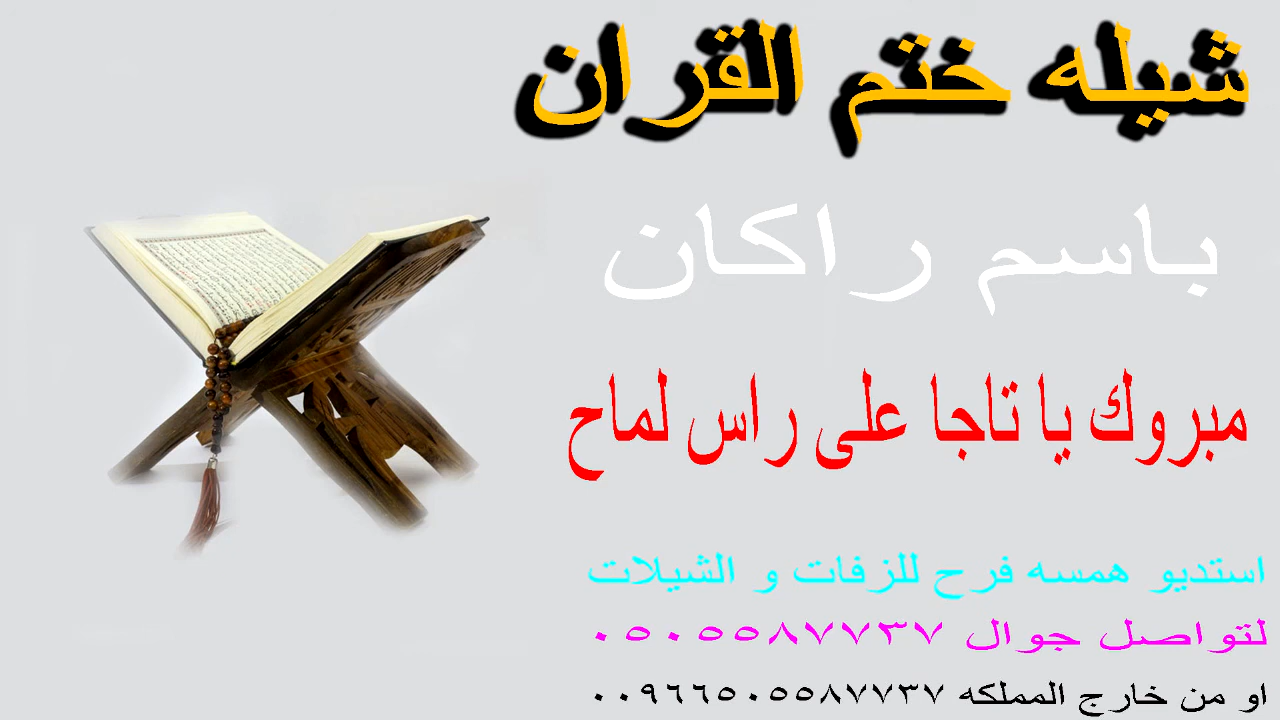 شيله ختم القران
باسم راكان
مبروك يا تاجا على راس لماح
استديو همسه فرح للزفات و الشيلات
لتواصل جوال ٠٥٠٥٥٨٧٧٣٧
او من خارج المملكه ٠٠٩٦٦٥٠٥٥٨٧٧٣٧